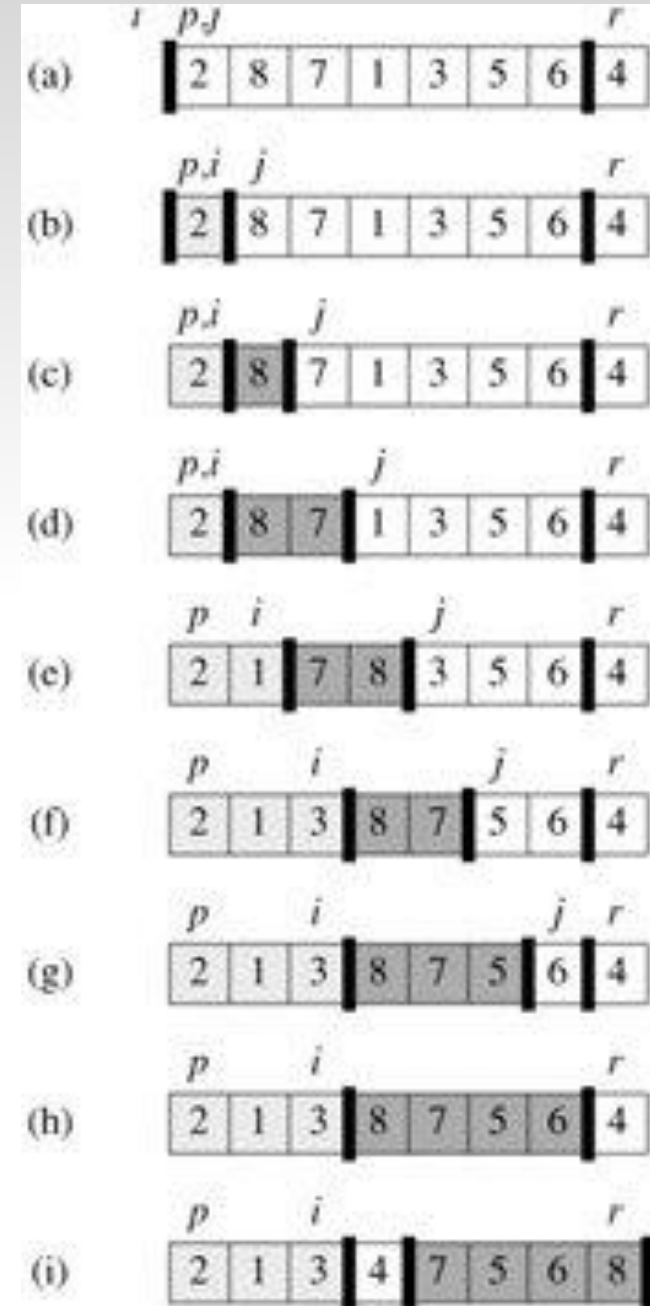 i p,j r
(a) 2 8 7 1 3 5 6 4
p,i j r
(b) 2 8 7 1 3 5 6 4
p,i j r
(c) 2 8 7 1 3 5 6 4
p,i j r
(d) 2 8 7 1 3 5 6 4
p i j r
(e) 2 1 7 8 3 5 6 4
p i j r
(f) 2 1 3 8 7 5 6 4
p i j r
(g) 2 1 3 8 7 5 6 4
p i r
(h) 2 1 3 8 7 5 6 4
p i r
(i) 2 1 3 4 7 5 6 8